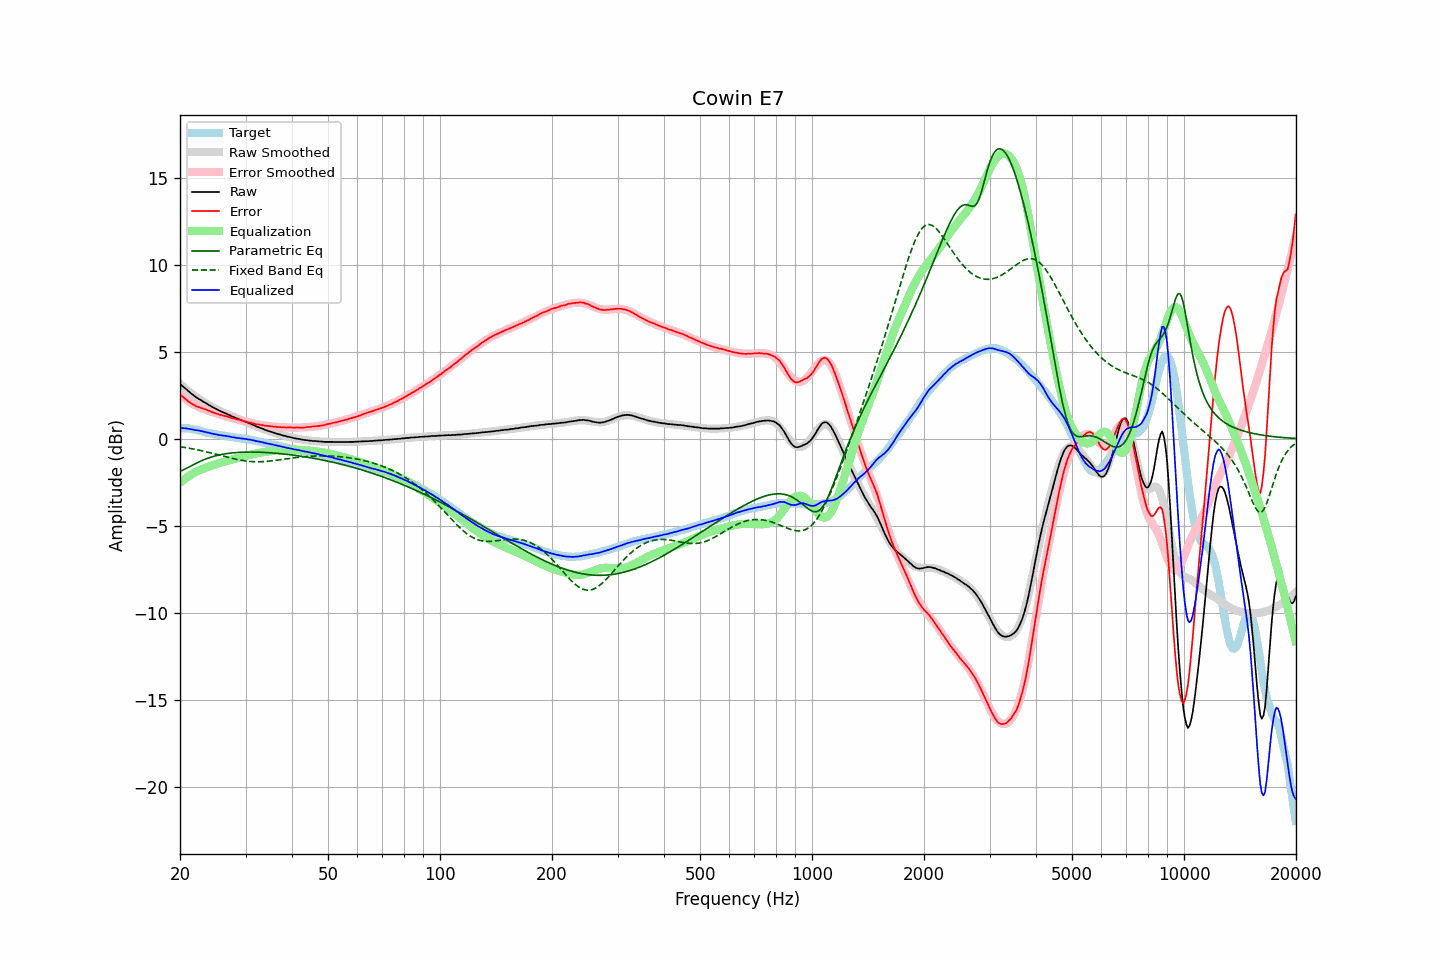 Cowin E7
Target
Raw Smoothed
Error Smoothed
Raw
Error
Equalization
Parametric Eq
Fixed Band Eq
Equalized
Amplitude (dBr)
15
10
5
0
−5
−10
−15
−20
20 50 100 200 500 1000 2000 5000 10000 20000
Frequency (Hz)